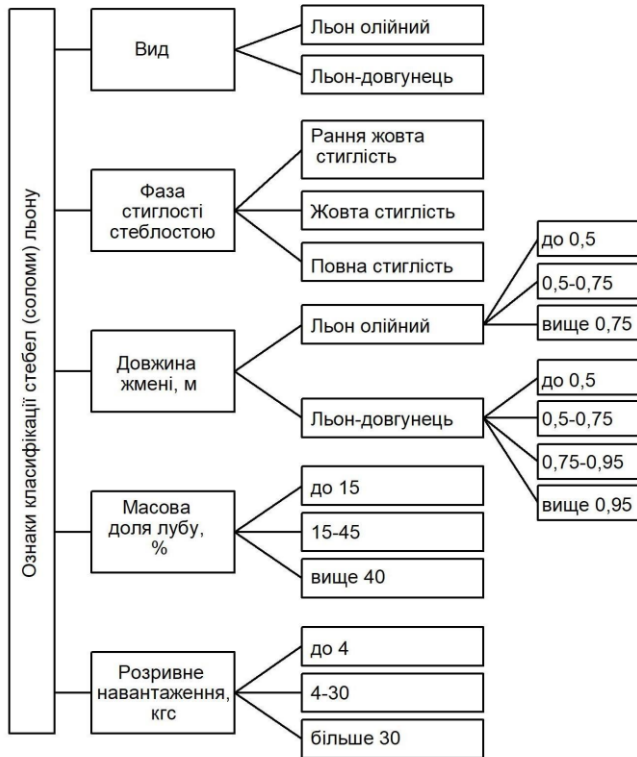 Ознаки класифікації стебел (соломи) льону
Вид
Льон олійний
Льон-довгунець
Фаза
стиглості
стеблостою
Рання жовта
стиглість
Жовта стиглість
Повна стиглість
Довжина
жмені, м
Льон олійний
до 0,5
0,5-0,75
вище 0,75
Льон-довгунець
до 0,5
0,5-0,75
0,75-0,95
вище 0,95
Масова
доля лубу,
%
до 15
15-45
вище 40
Розривне
навантаження,
кгс
до 4
4-30
більше 30